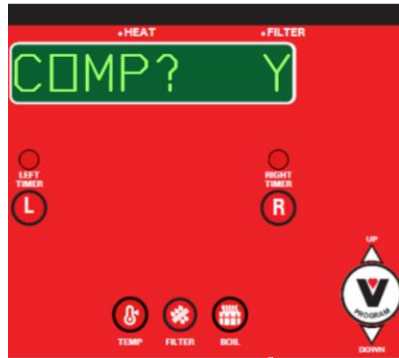 •HEAT •FILTER
COMP? Y
LEFT TIMER
RIGHT TIMER
L
R
UP
V
PROGRAM
TEMP FILTER BOIL
DOWN